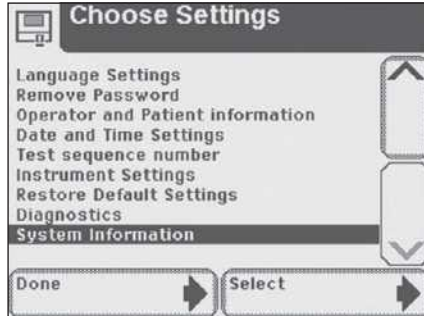 Choose Settings
Language Settings
Remove Password
Operator and Patient information
Date and Time Settings
Test sequence number
Instrument Settings
Restore Default Settings
Diagnostics
System Information
Done
Select